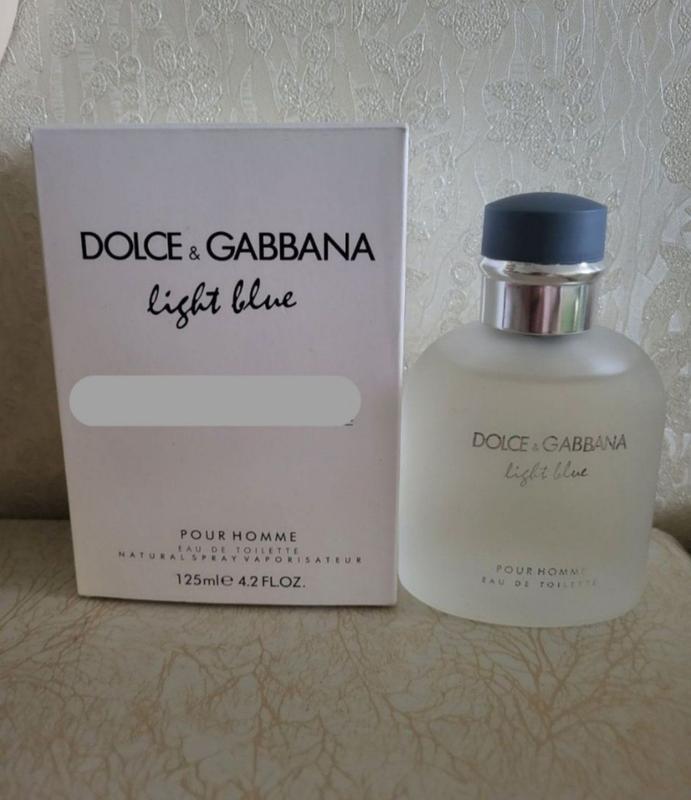 DOLCE & GABBANA
light blue
POUR HOMME
EAU DE TOILETTE
NATURAL SPRAY VAPORISATEUR
125ml℮ 4.2 FL.OZ.
DOLCE & GABBANA
light blue
POUR HOMME
EAU DE TOILETTE